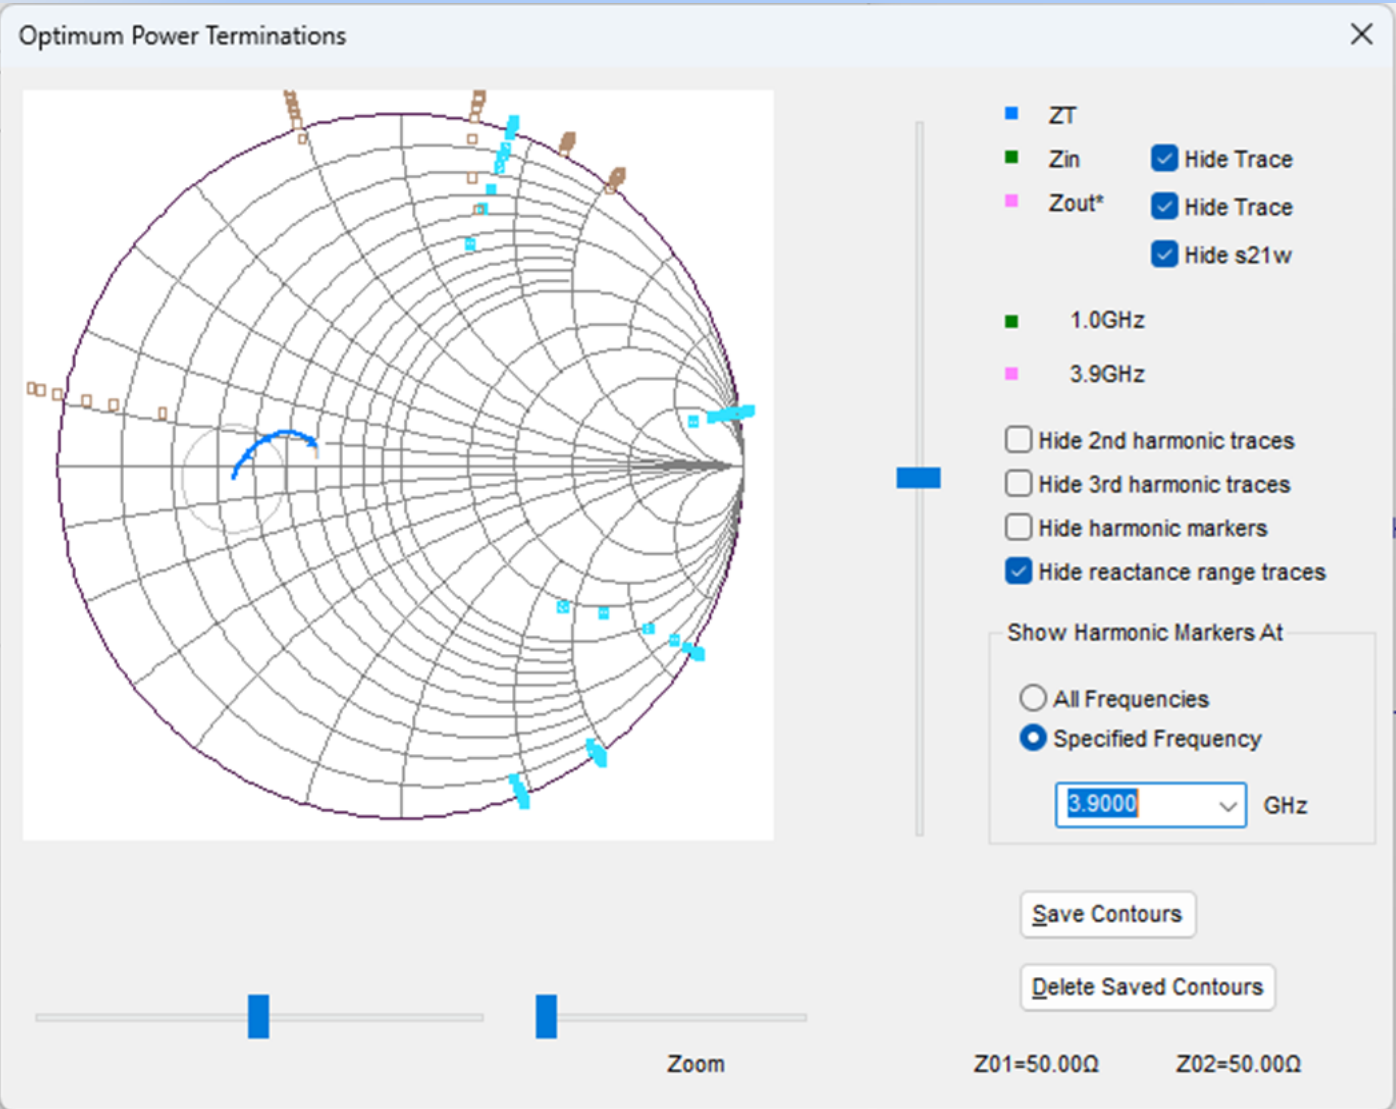 Optimum Power Terminations
ZT
Zin
Hide Trace
Zout*
Hide Trace
Hide s21w
1.0GHz
3.9GHz
Hide 2nd harmonic traces
Hide 3rd harmonic traces
Hide harmonic markers
Hide reactance range traces
Show Harmonic Markers At
All Frequencies
Specified Frequency
3.9000 GHz
Save Contours
Delete Saved Contours
Zoom
Z01=50.00Ω
Z02=50.00Ω